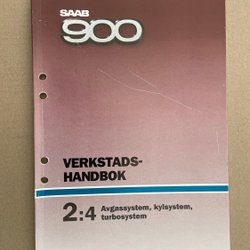 SAAB
900
VERKSTADS-
HANDBOK
2:4 Avgassystem, kylsystem,
turbosystem